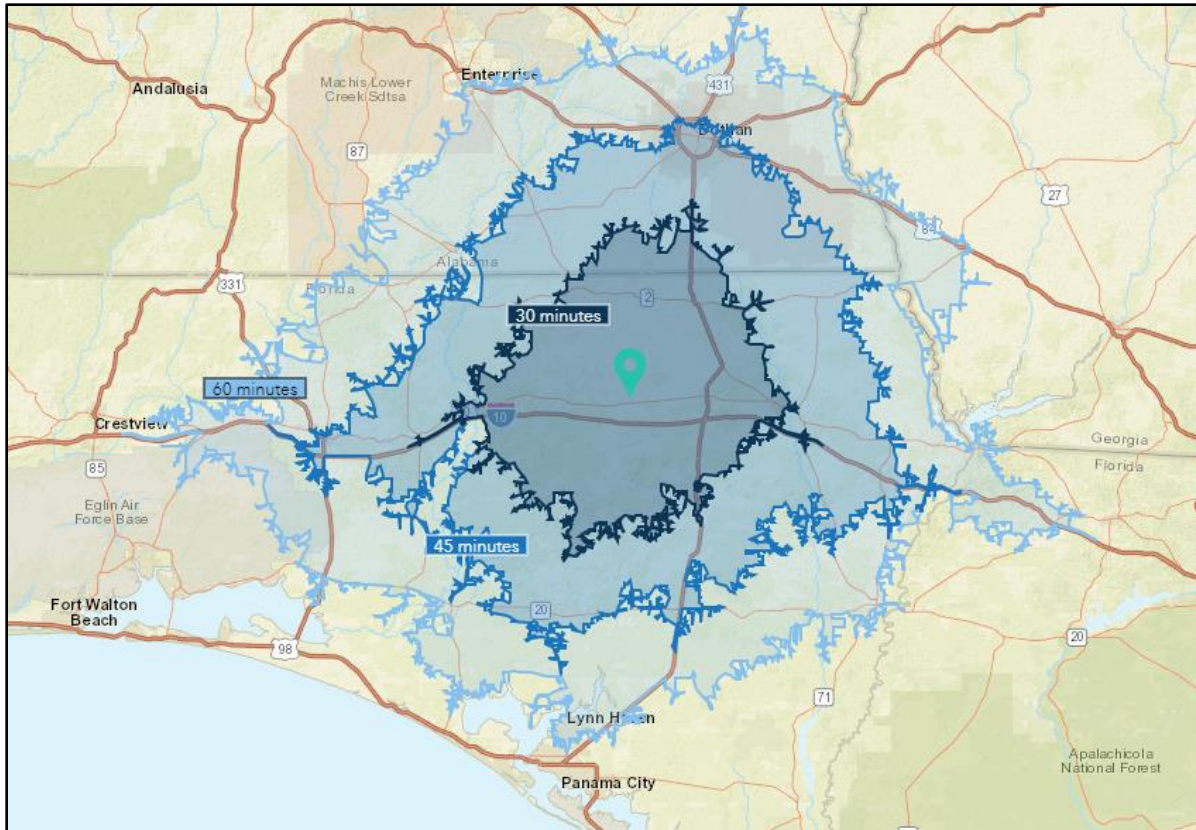 Enterprise
Andalusia
Machis Lower
Creek Sdtsa
431
Dothan
87
27
84
Alabama
Florida
331
2
30 minutes
60 minutes
10
Crestview
Georgia
Florida
85
Eglin Air
Force Base
45 minutes
Fort Walton
Beach
20
20
98
71
Lynn Haven
Apalachicola
National Forest
Panama City